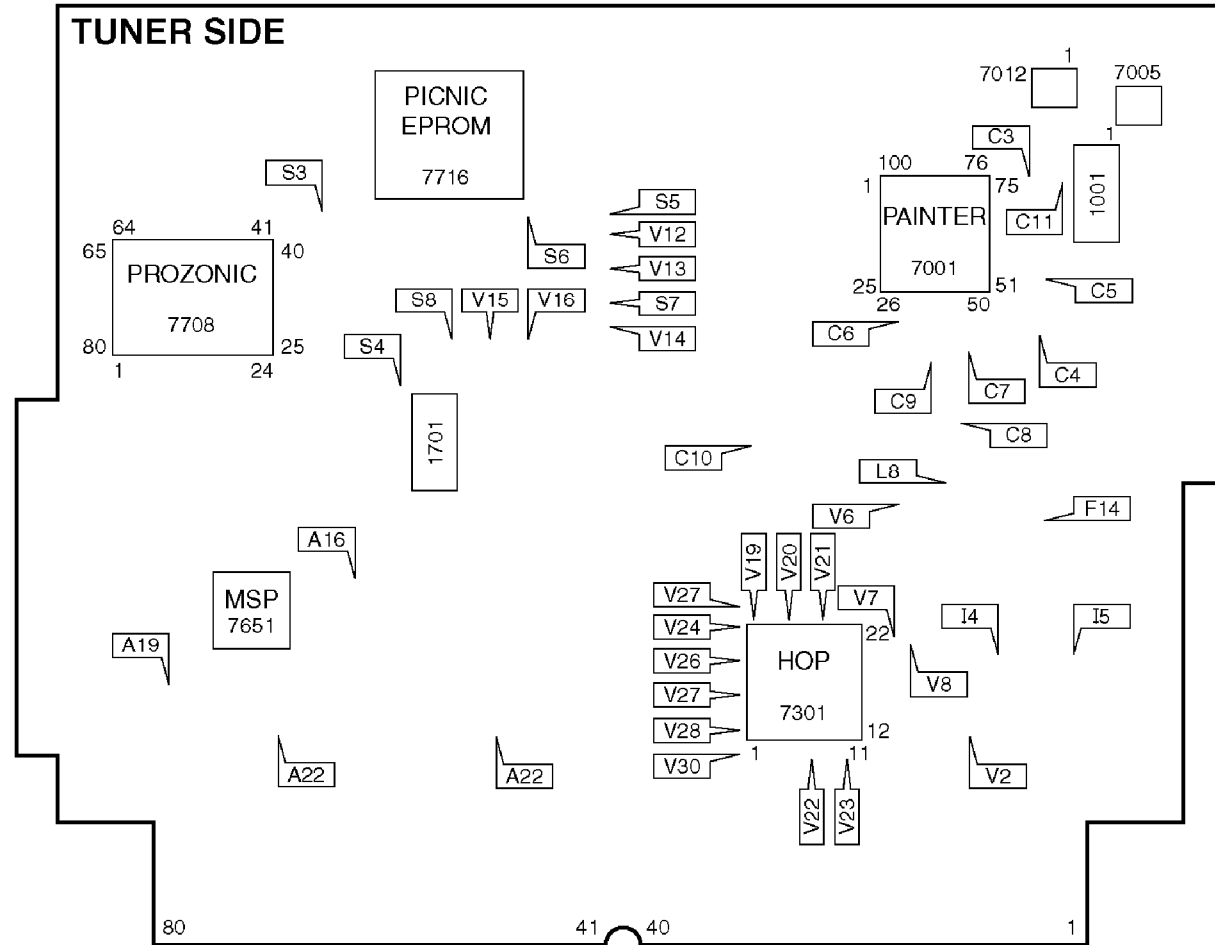 TUNER SIDE
1
7012
7005
PICNIC
EPROM
7716
C3
1
S3
100
76
1
75
1001
S5
PAINTER
C11
7001
V12
64
41
65
40
S6
PROZONIC
7708
V13
25
51
26
50
C5
S8
V15
V16
S7
C6
V14
80
25
1
24
S4
C4
C7
C9
C8
1701
C10
L8
V6
F14
A16
V19
V20
V21
V27
V7
MSP
7651
V24
22
I4
I5
A19
V26
HOP
V8
V27
7301
V28
12
1
11
V30
A22
A22
V2
V22
V23
80
41
40
1